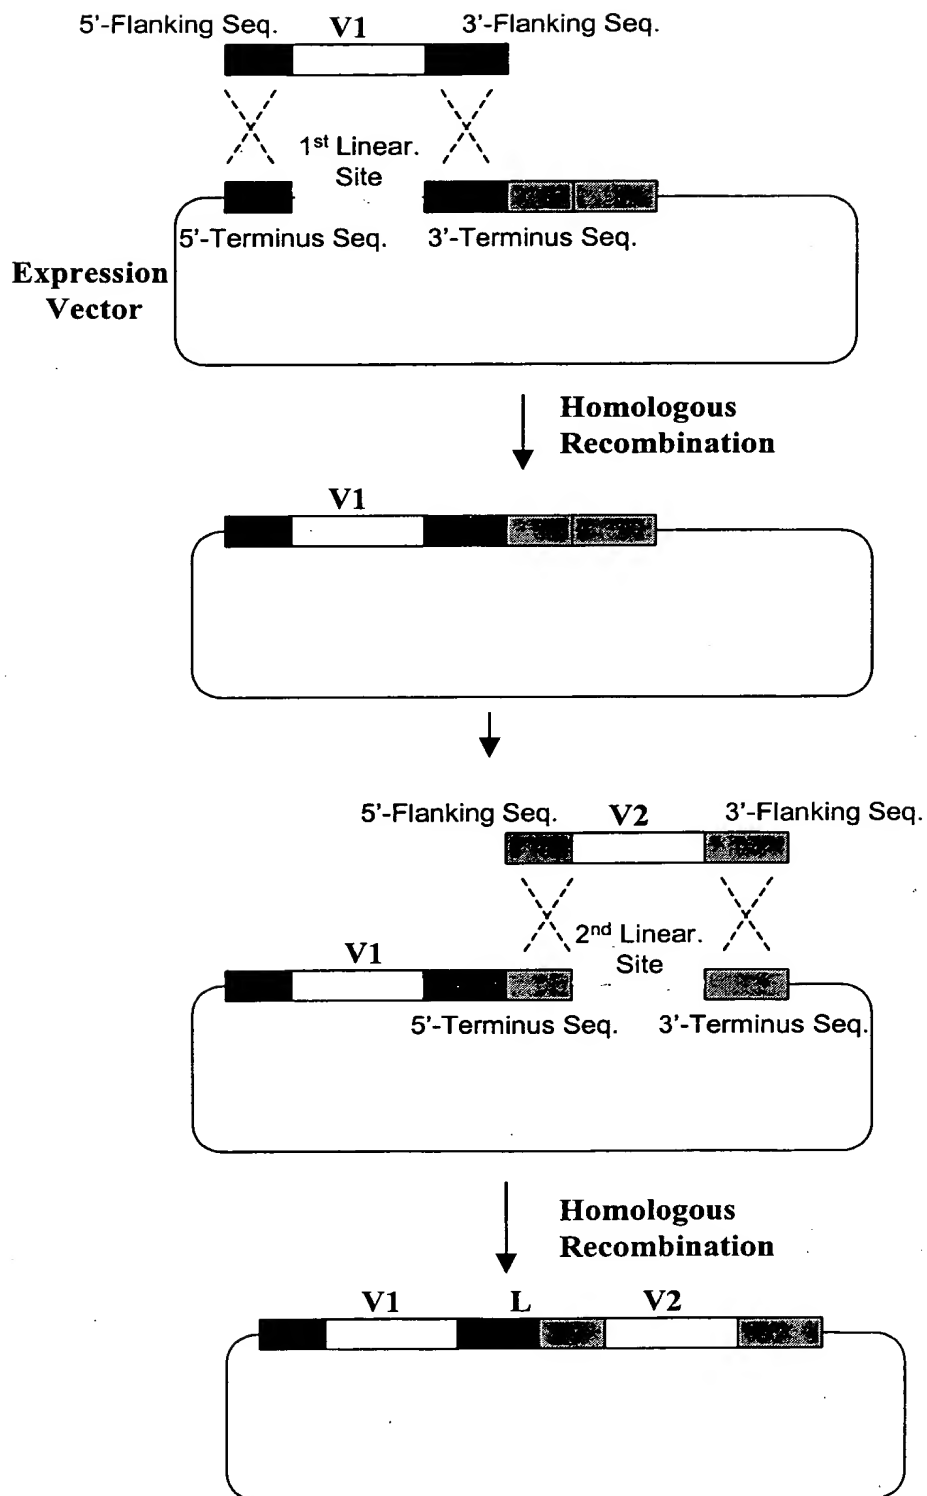 5'-Flanking Seq. V1 3'-Flanking Seq.
1st Linear.
Site
5'-Terminus Seq. 3'-Terminus Seq.
Expression
Vector
Homologous
Recombination
V1
5'-Flanking Seq. V2 3'-Flanking Seq.
2nd Linear.
Site
V1
5'-Terminus Seq. 3'-Terminus Seq.
Homologous
Recombination
V1 L V2